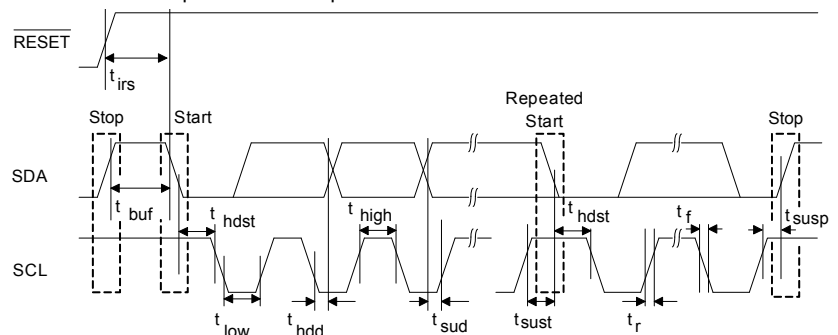 RESET
t irs
Repeated
Stop
Start
Start
Stop
SDA
t buf
t hdst
t high
t hdst
t f
t susp
SCL
t low
t hdd
t sud
t sust
t r